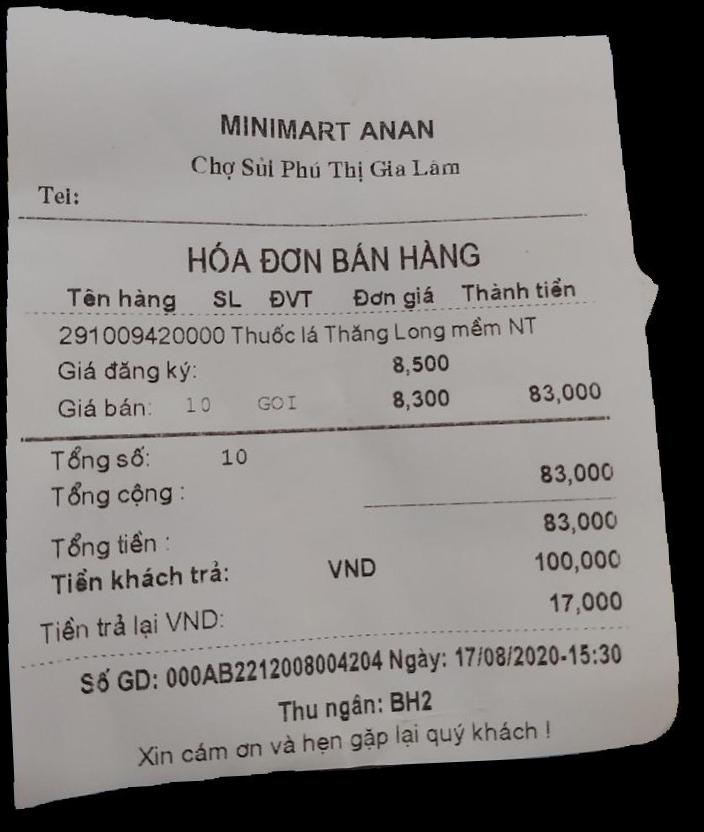 MINIMART ANAN
Chợ Sủi Phú Thị Gia Lâm
Tel:
HÓA ĐƠN BÁN HÀNG
Tên hàng SL ĐVT Đơn giá Thành tiền
291009420000 Thuốc lá Thăng Long mềm NT
Giá đăng ký: 8,500
Giá bán: 10 GOI 8,300 83,000
Tổng số: 10
Tổng cộng : 83,000
Tổng tiền : 83,000
Tiền khách trả: VND 100,000
Tiền trả lại VND: 17,000
Số GD: 000AB2212008004204 Ngày: 17/08/2020-15:30
Thu ngân: BH2
Xin cám ơn và hẹn gặp lại quý khách !